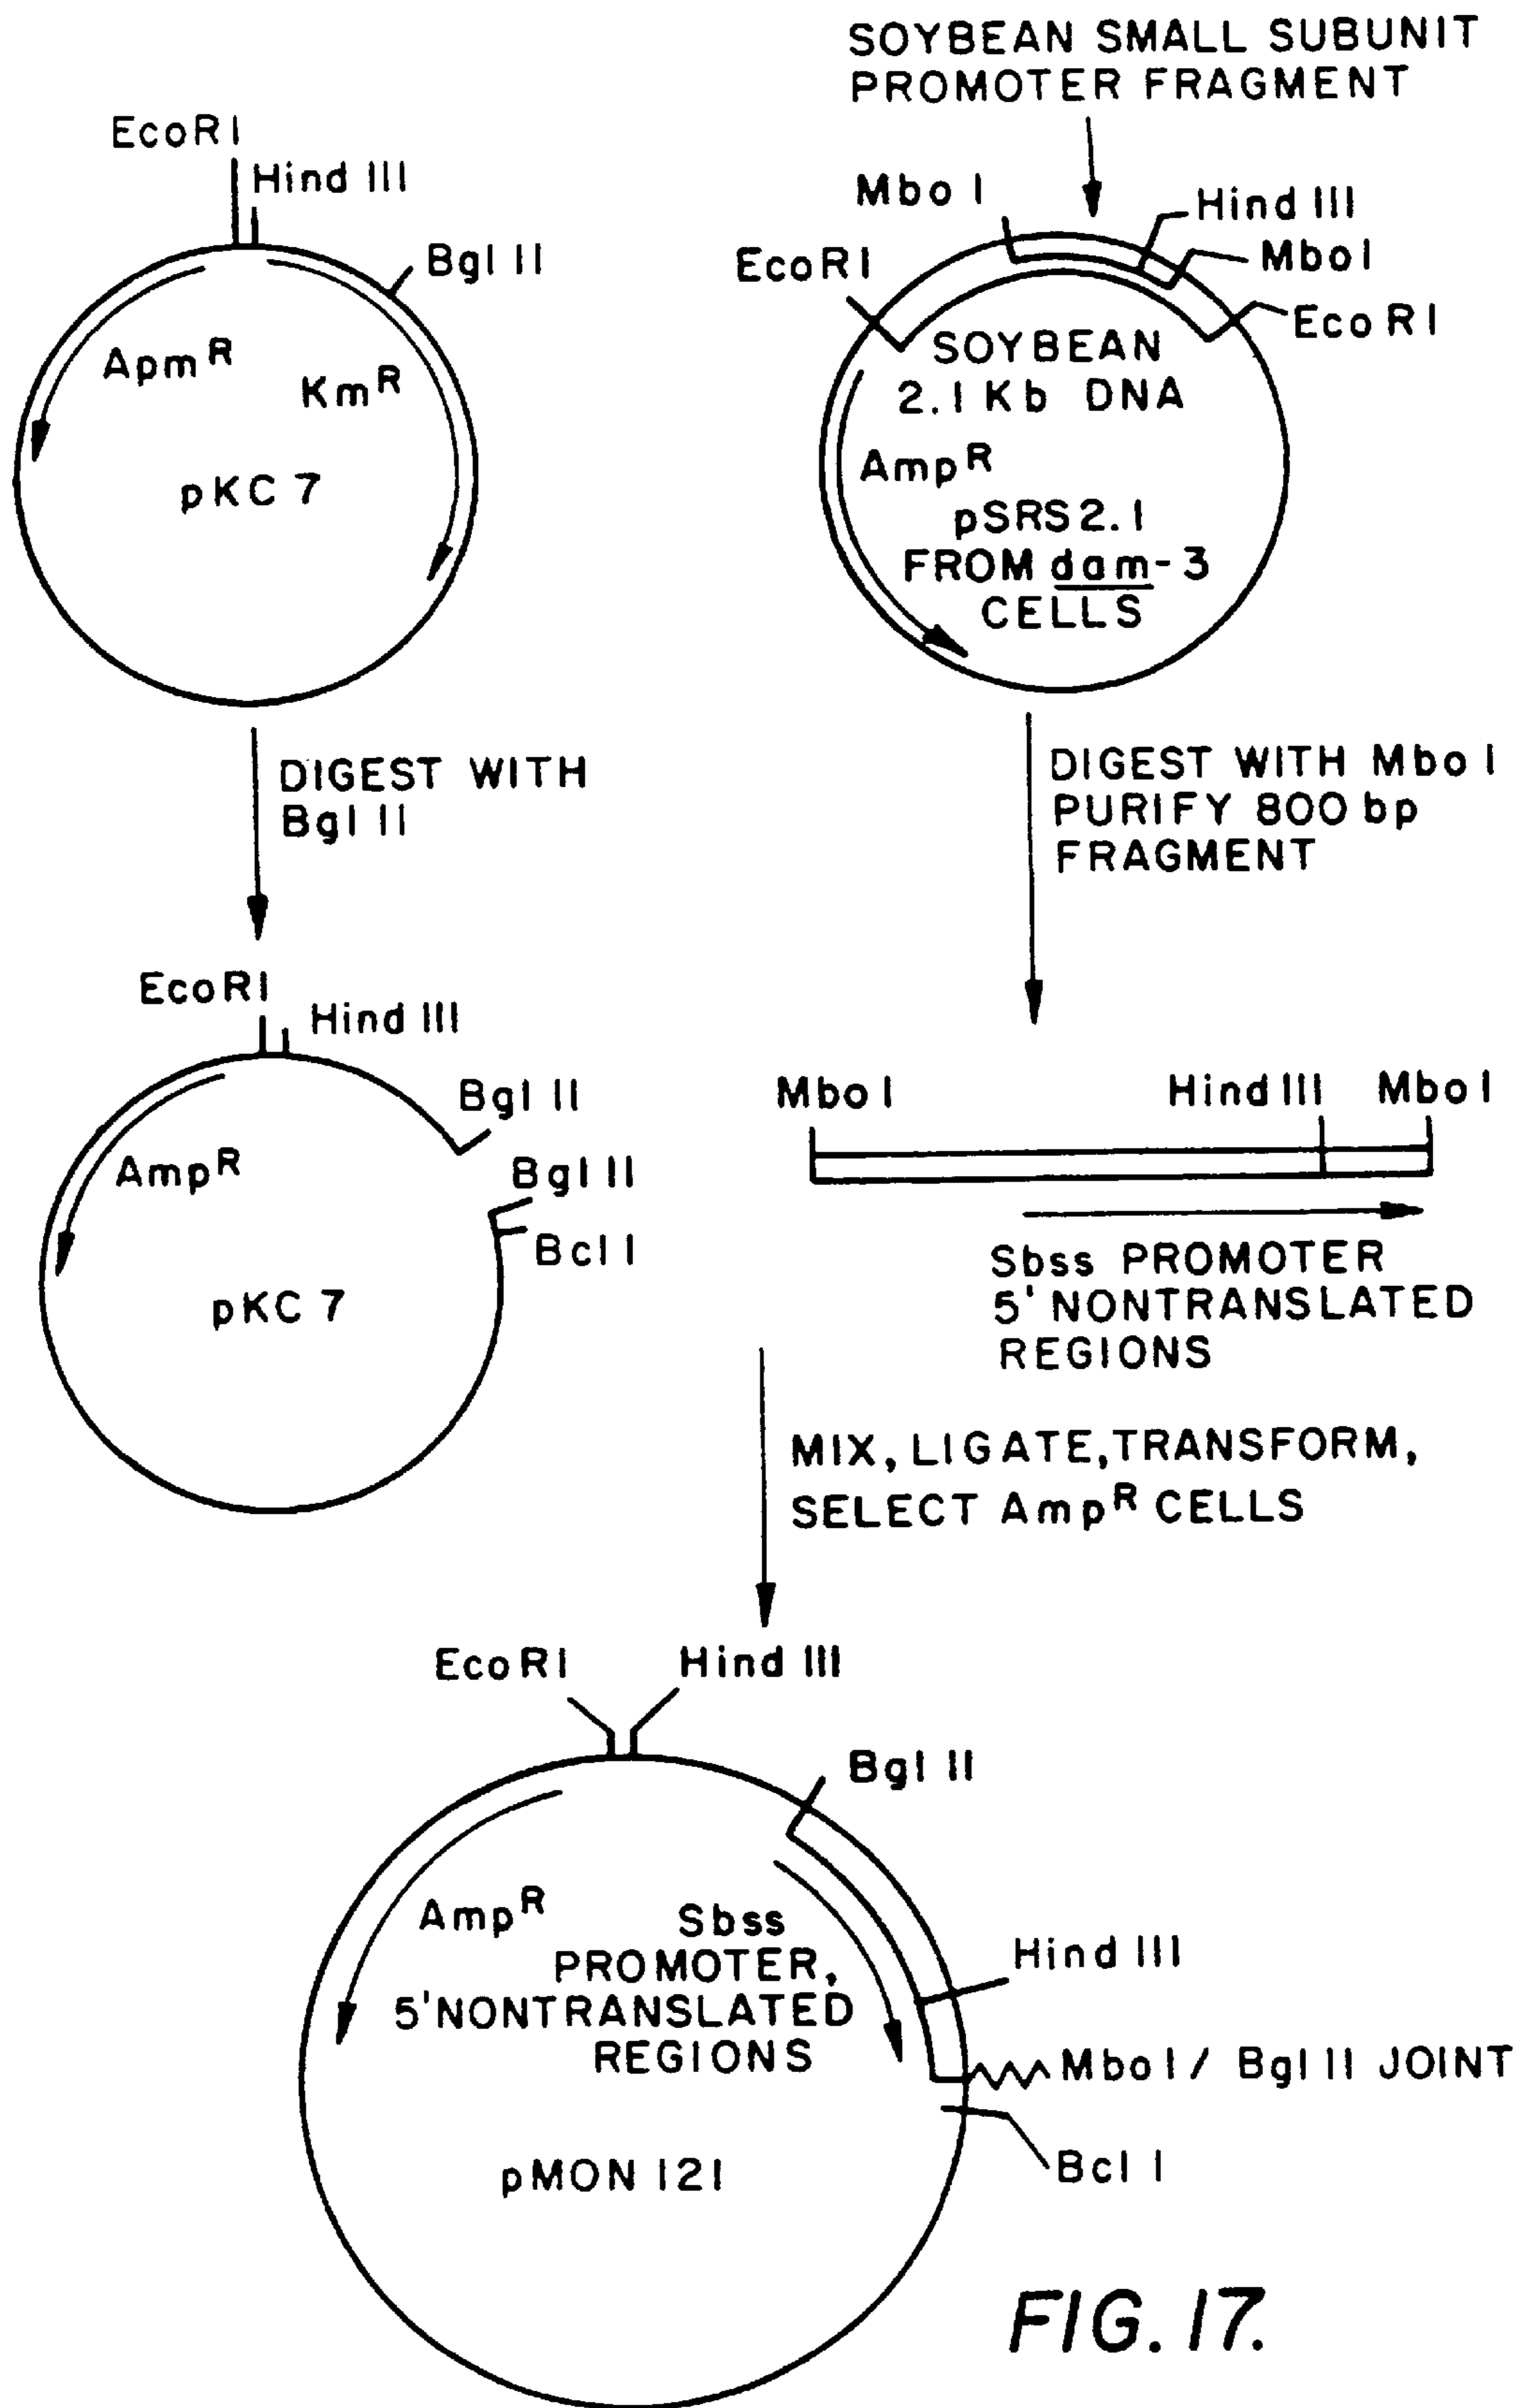 SOYBEAN SMALL SUBUNIT
PROMOTER FRAGMENT
EcoRI
Hind III
Bgl II
Apm^R
Km^R
pKC 7
Mbo I
Hind III
EcoRI
Mbo I
EcoRI
SOYBEAN
2.1 Kb DNA
Amp^R
pSRS2.1
FROM dam-3
CELLS
DIGEST WITH
Bgl II
DIGEST WITH Mbo I
PURIFY 800 bp
FRAGMENT
EcoRI
Hind III
Bgl II
Bgl II
Bcl I
Amp^R
pKC 7
Mbo I
Hind III
Mbo I
Sbss PROMOTER
5' NONTRANSLATED
REGIONS
MIX, LIGATE, TRANSFORM,
SELECT Amp^R CELLS
EcoRI
Hind III
Bgl II
Amp^R
Sbss
PROMOTER,
5' NONTRANSLATED
REGIONS
Hind III
Mbo I / Bgl II JOINT
Bcl I
pMON 121
FIG. 17.